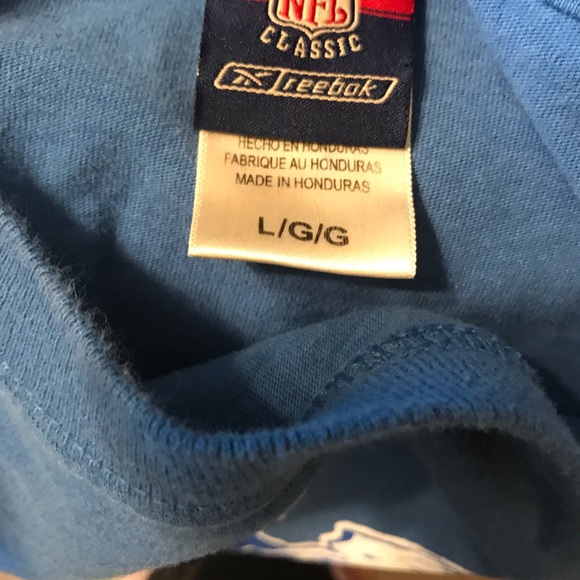 NFL
CLASSIC
Reebok
HECHO EN HONDURAS
FABRIQUE AU HONDURAS
MADE IN HONDURAS
L/G/G